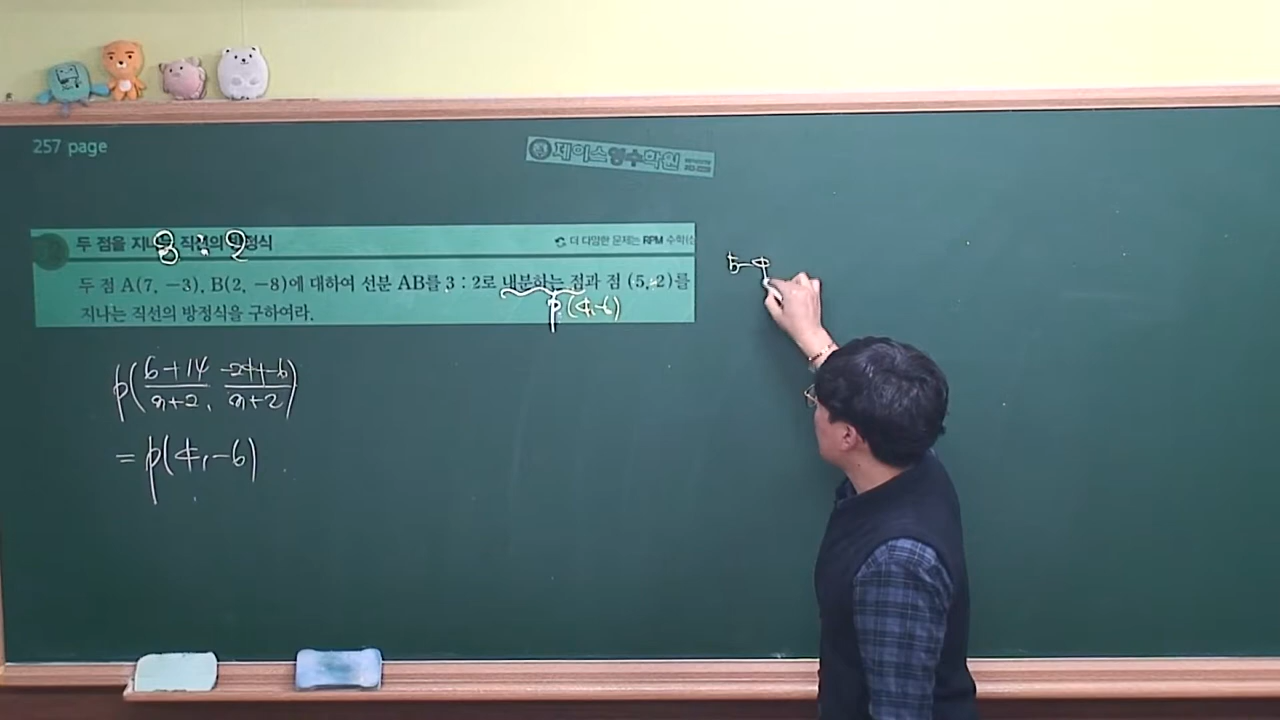 257 page
제이스영수학원
두 점을 지나는 직선의 방정식
더 다양한 문제는 RPM 수학(상
3 : 2
두 점 A(7, −3), B(2, −8)에 대하여 선분 AB를 3 : 2로 내분하는 점과 점 (5, 2)를
지나는 직선의 방정식을 구하여라.
P(4, -6)
P(6+14/3+2, -24+-6/3+2)
= P(4, -6)
5-4